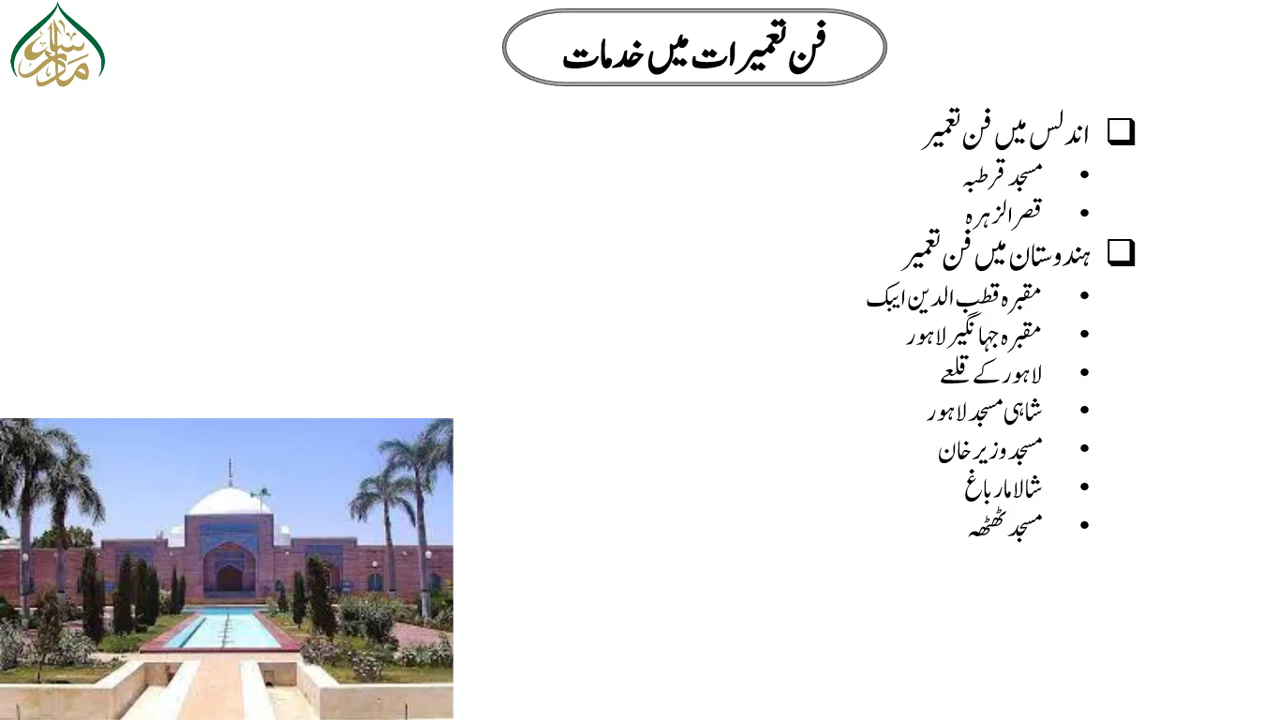 فن تعمیرات میں خدمات
❑ اندلس میں فن تعمیر
• مسجد قرطبہ
• قصر الزہرہ
❑ ہندوستان میں فن تعمیر
• مقبرہ قطب الدین ایبک
• مقبرہ جہانگیر لاہور
• لاہور کے قلعے
• شاہی مسجد لاہور
• مسجد وزیر خان
• شالامار باغ
• مسجد ٹھٹھہ